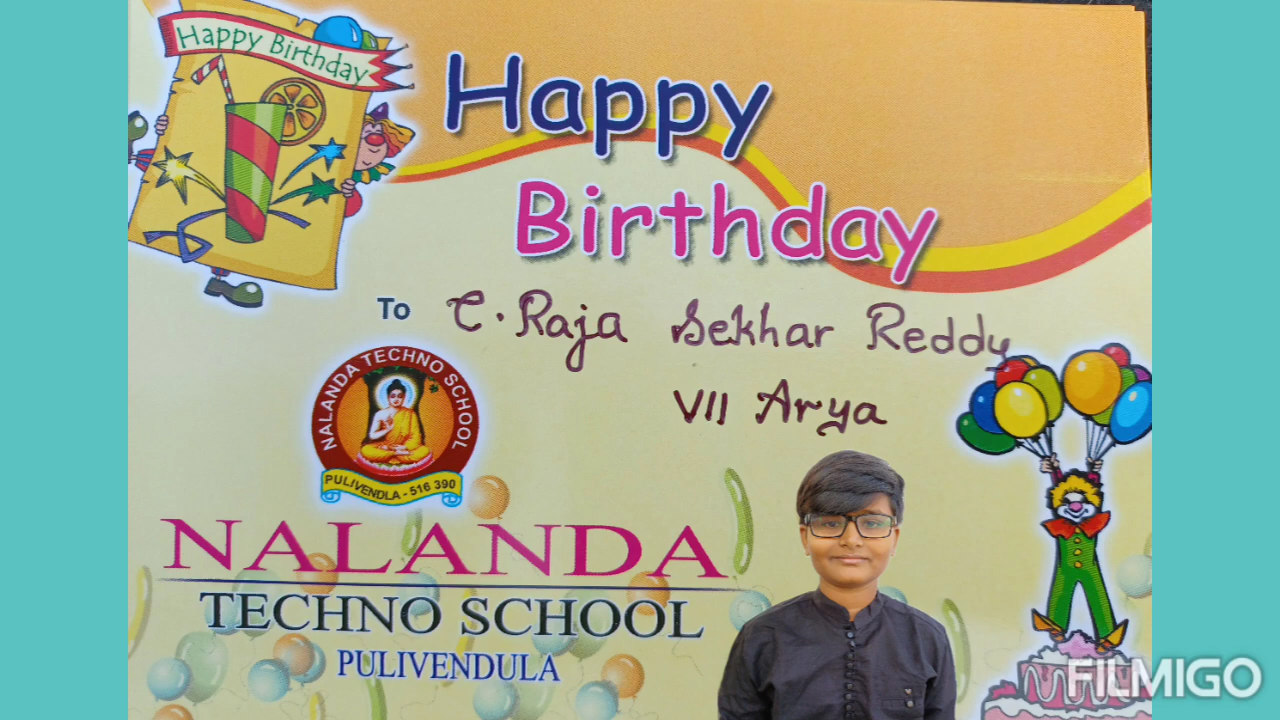 Happy Birthday
Happy
Birthday
To C. Raja Sekhar Reddy
VII Arya
NALANDA TECHNO SCHOOL
PULIVENDLA - 516 390
NALANDA
TECHNO SCHOOL
PULIVENDULA
FILMIGO